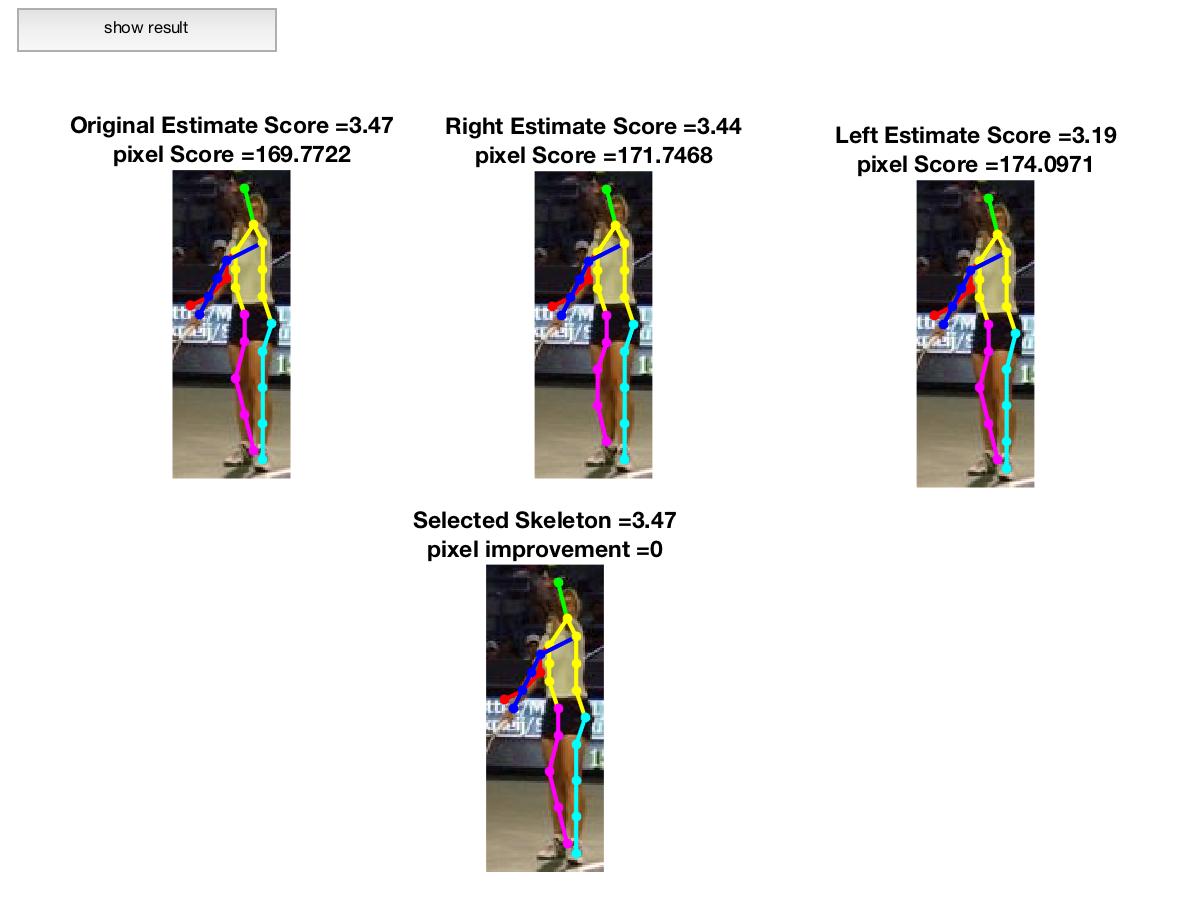 show result
Original Estimate Score =3.47
pixel Score =169.7722
Right Estimate Score =3.44
pixel Score =171.7468
Left Estimate Score =3.19
pixel Score =174.0971
Selected Skeleton =3.47
pixel improvement =0